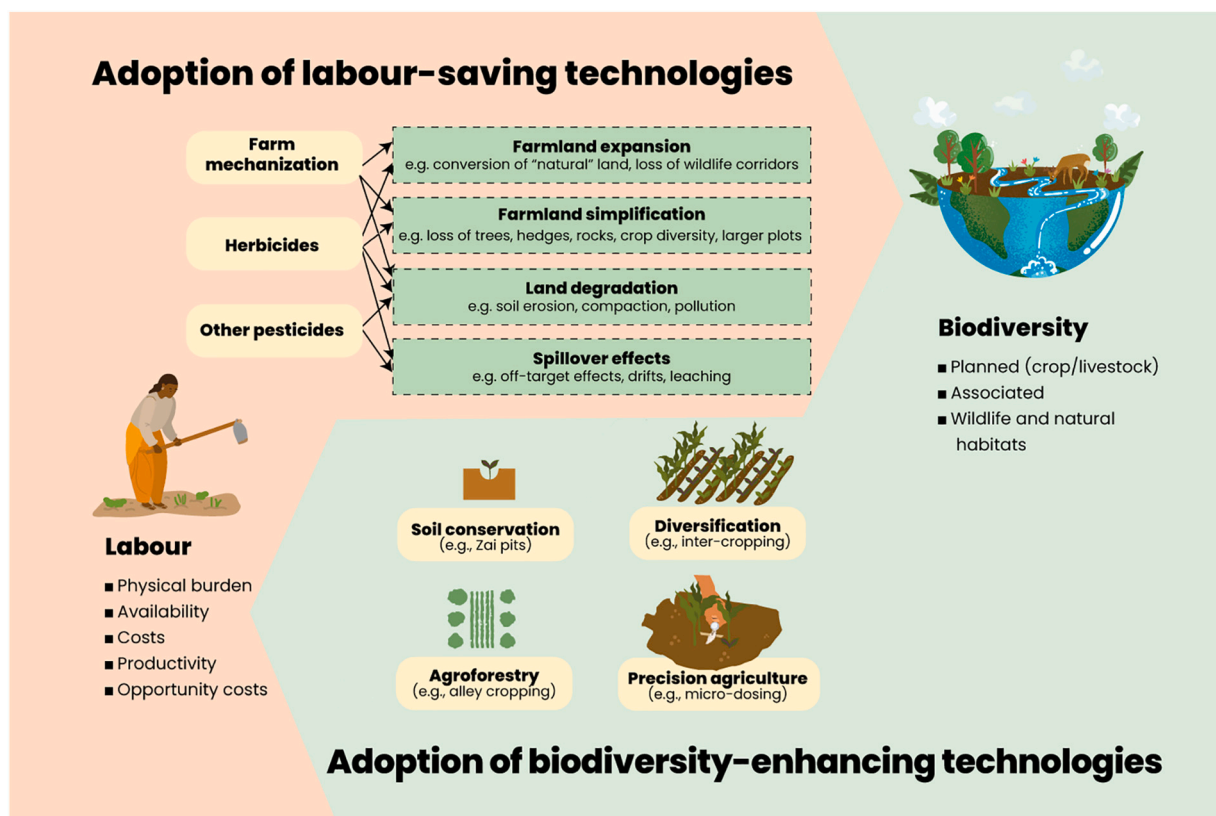 Adoption of labour-saving technologies
Farm
mechanization
Herbicides
Other pesticides
Farmland expansion
e.g. conversion of “natural” land, loss of wildlife corridors
Farmland simplification
e.g. loss of trees, hedges, rocks, crop diversity, larger plots
Land degradation
e.g. soil erosion, compaction, pollution
Spillover effects
e.g. off-target effects, drifts, leaching
Biodiversity
■ Planned (crop/livestock)
■ Associated
■ Wildlife and natural
habitats
Labour
■ Physical burden
■ Availability
■ Costs
■ Productivity
■ Opportunity costs
Soil conservation
(e.g., Zai pits)
Diversification
(e.g., inter-cropping)
Agroforestry
(e.g., alley cropping)
Precision agriculture
(e.g., micro-dosing)
Adoption of biodiversity-enhancing technologies